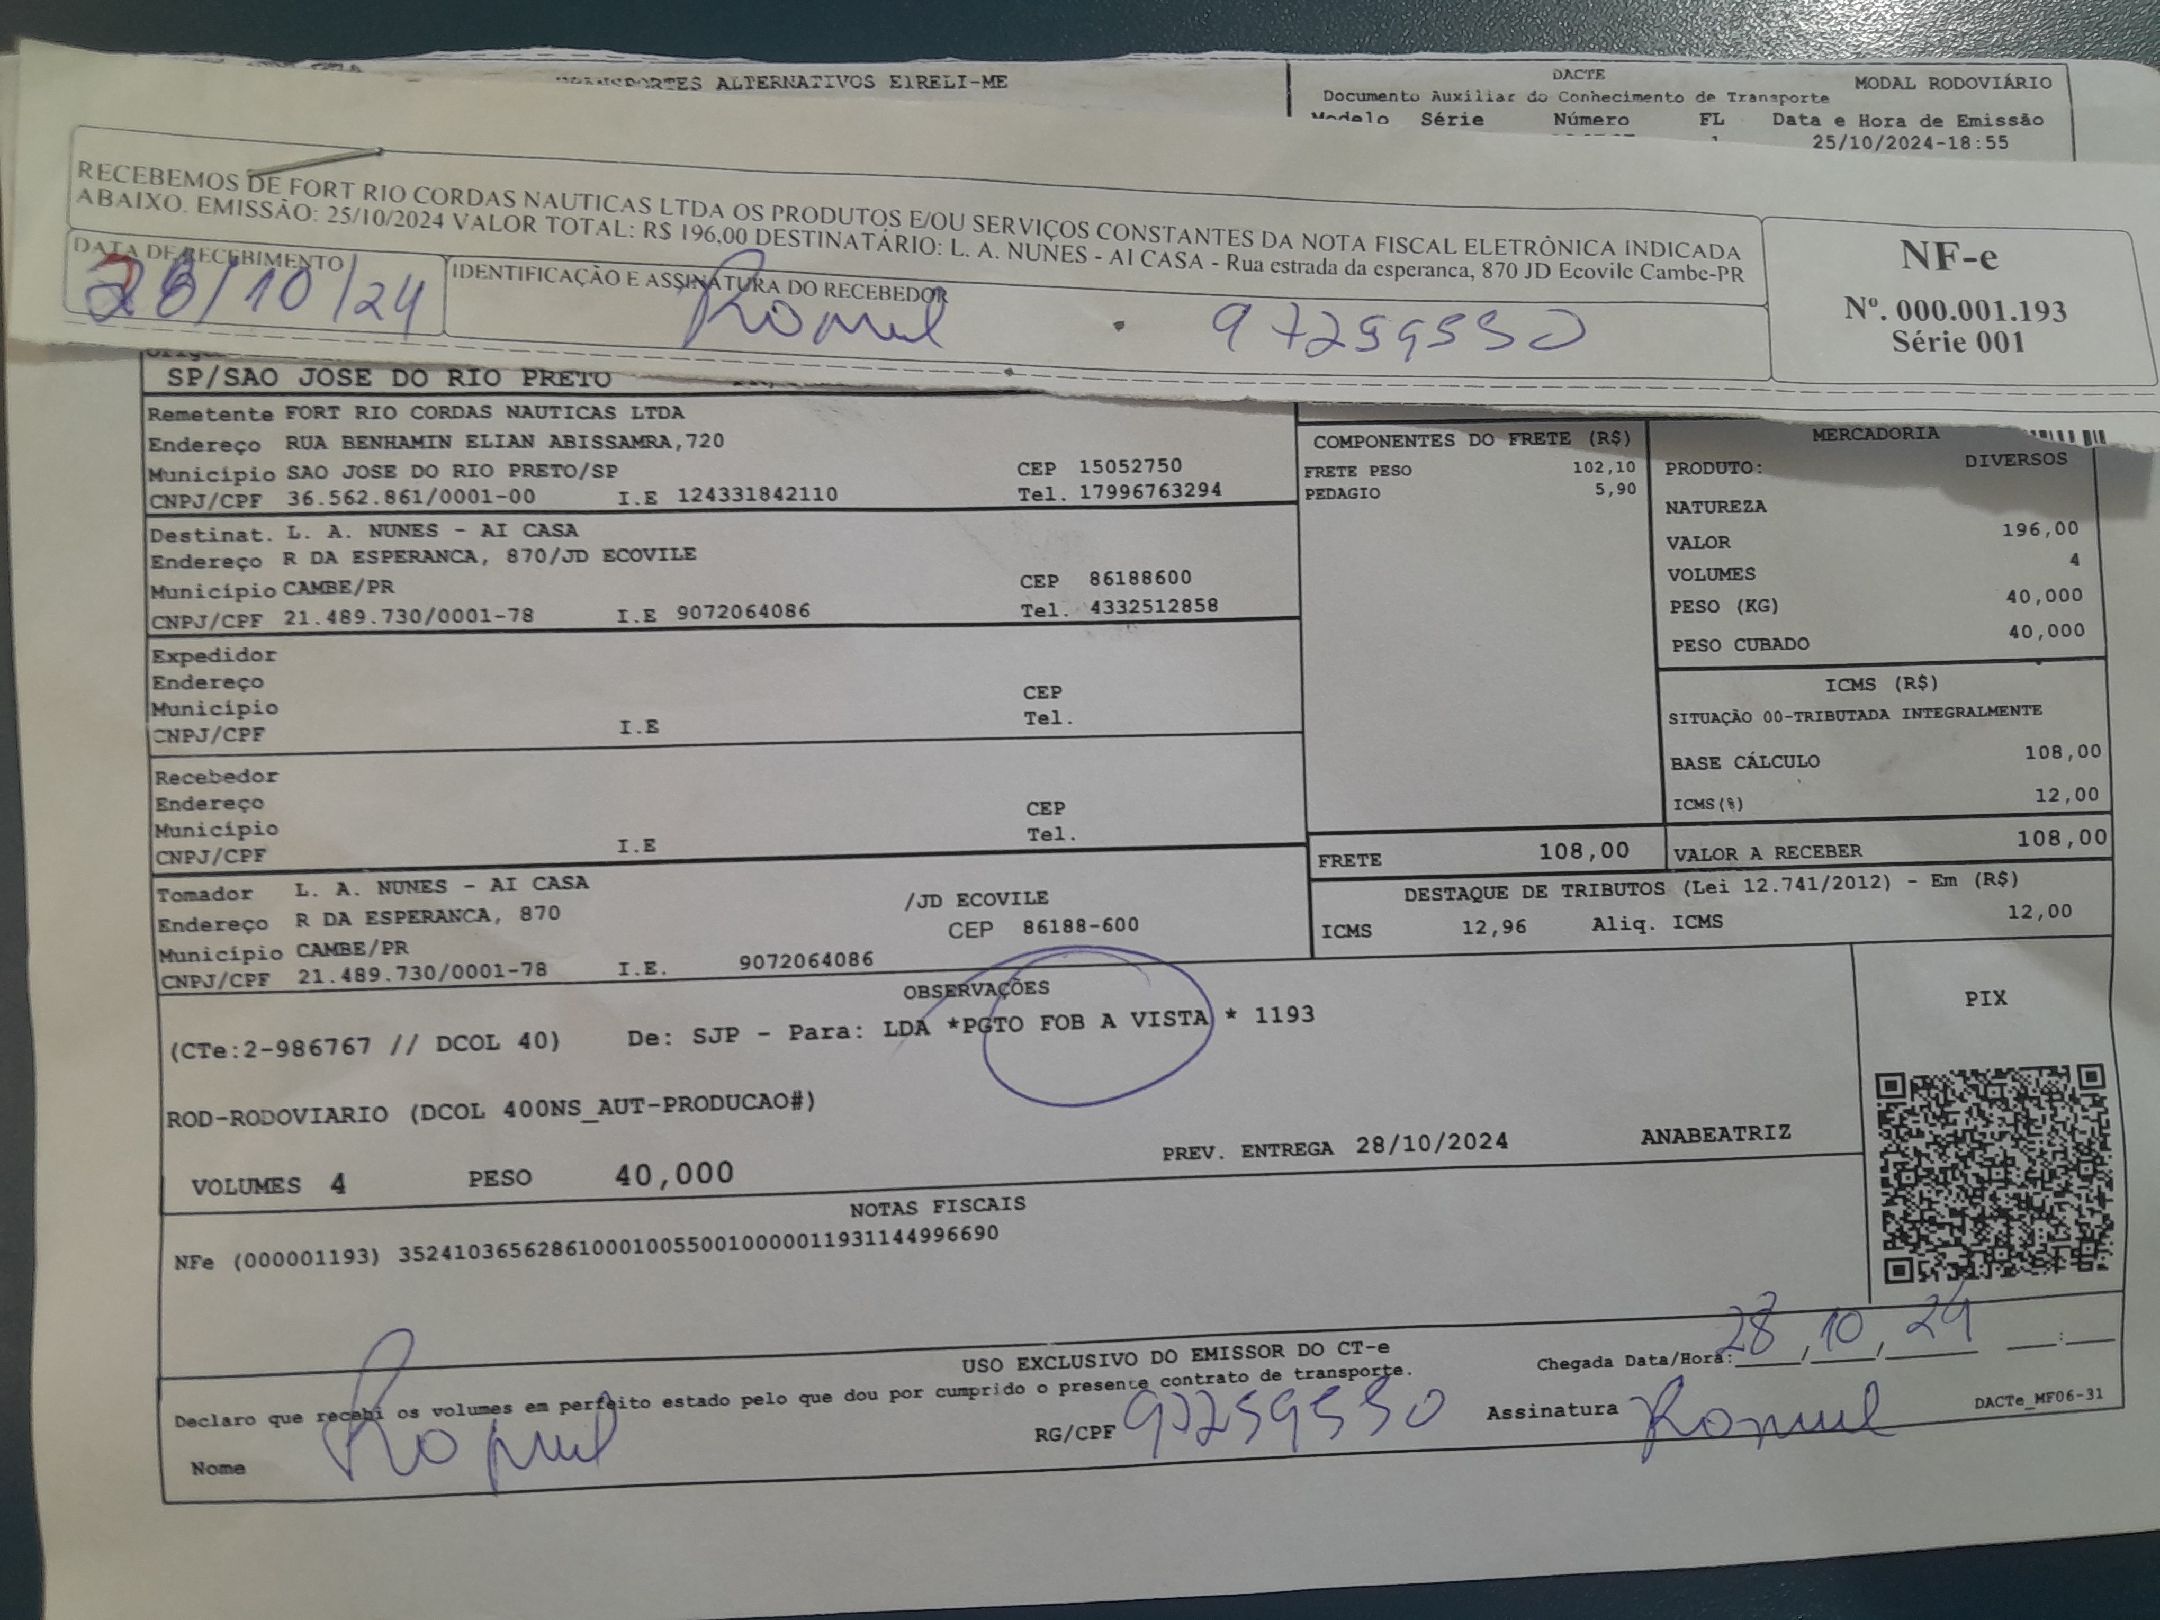 TRANSPORTES ALTERNATIVOS EIRELI-ME
DACTE
MODAL RODOVIÁRIO
Documento Auxiliar do Conhecimento de Transporte
Modelo Série Número FL Data e Hora de Emissão
1 25/10/2024-18:55
RECEBEMOS DE FORT RIO CORDAS NAUTICAS LTDA OS PRODUTOS E/OU SERVIÇOS CONSTANTES DA NOTA FISCAL ELETRÔNICA INDICADA
ABAIXO. EMISSÃO: 25/10/2024 VALOR TOTAL: R$ 196,00 DESTINATÁRIO: L. A. NUNES - AI CASA - Rua estrada da esperanca, 870 JD Ecovile Cambe-PR
DATA DE RECEBIMENTO
28/10/24
IDENTIFICAÇÃO E ASSINATURA DO RECEBEDOR
97259550
NF-e
Nº. 000.001.193
Série 001
SP/SAO JOSE DO RIO PRETO
Remetente FORT RIO CORDAS NAUTICAS LTDA
Endereço RUA BENHAMIN ELIAN ABISSAMRA,720
Município SAO JOSE DO RIO PRETO/SP CEP 15052750
CNPJ/CPF 36.562.861/0001-00 I.E 124331842110 Tel. 17996763294
Destinat. L. A. NUNES - AI CASA
Endereço R DA ESPERANCA, 870/JD ECOVILE
Município CAMBE/PR CEP 86188600
CNPJ/CPF 21.489.730/0001-78 I.E 9072064086 Tel. 4332512858
Expedidor
Endereço
Município CEP
CNPJ/CPF I.E Tel.
Recebedor
Endereço
Município CEP
CNPJ/CPF I.E Tel.
Tomador L. A. NUNES - AI CASA
Endereço R DA ESPERANCA, 870 /JD ECOVILE
Município CAMBE/PR CEP 86188-600
CNPJ/CPF 21.489.730/0001-78 I.E. 9072064086
COMPONENTES DO FRETE (R$)
FRETE PESO 102,10
PEDAGIO 5,90
FRETE 108,00
MERCADORIA
PRODUTO: DIVERSOS
NATUREZA
VALOR 196,00
VOLUMES 4
PESO (KG) 40,000
PESO CUBADO 40,000
ICMS (R$)
SITUAÇÃO 00-TRIBUTADA INTEGRALMENTE
BASE CÁLCULO 108,00
ICMS(%) 12,00
VALOR A RECEBER 108,00
DESTAQUE DE TRIBUTOS (Lei 12.741/2012) - Em (R$)
ICMS 12,96 Aliq. ICMS 12,00
OBSERVAÇÕES
(CTe:2-986767 // DCOL 40) De: SJP - Para: LDA *PGTO FOB A VISTA * 1193
ROD-RODOVIARIO (DCOL 400NS_AUT-PRODUCAO#)
VOLUMES 4 PESO 40,000 PREV. ENTREGA 28/10/2024 ANABEATRIZ
PIX
NOTAS FISCAIS
NFe (000001193) 35241036562861000100550010000011931144996690
USO EXCLUSIVO DO EMISSOR DO CT-e
Declaro que recebi os volumes em perfeito estado pelo que dou por cumprido o presente contrato de transporte.
Chegada Data/Hora: 28, 10, 24 :
Nome
RG/CPF 97259550
Assinatura
DACTe_MF06-31